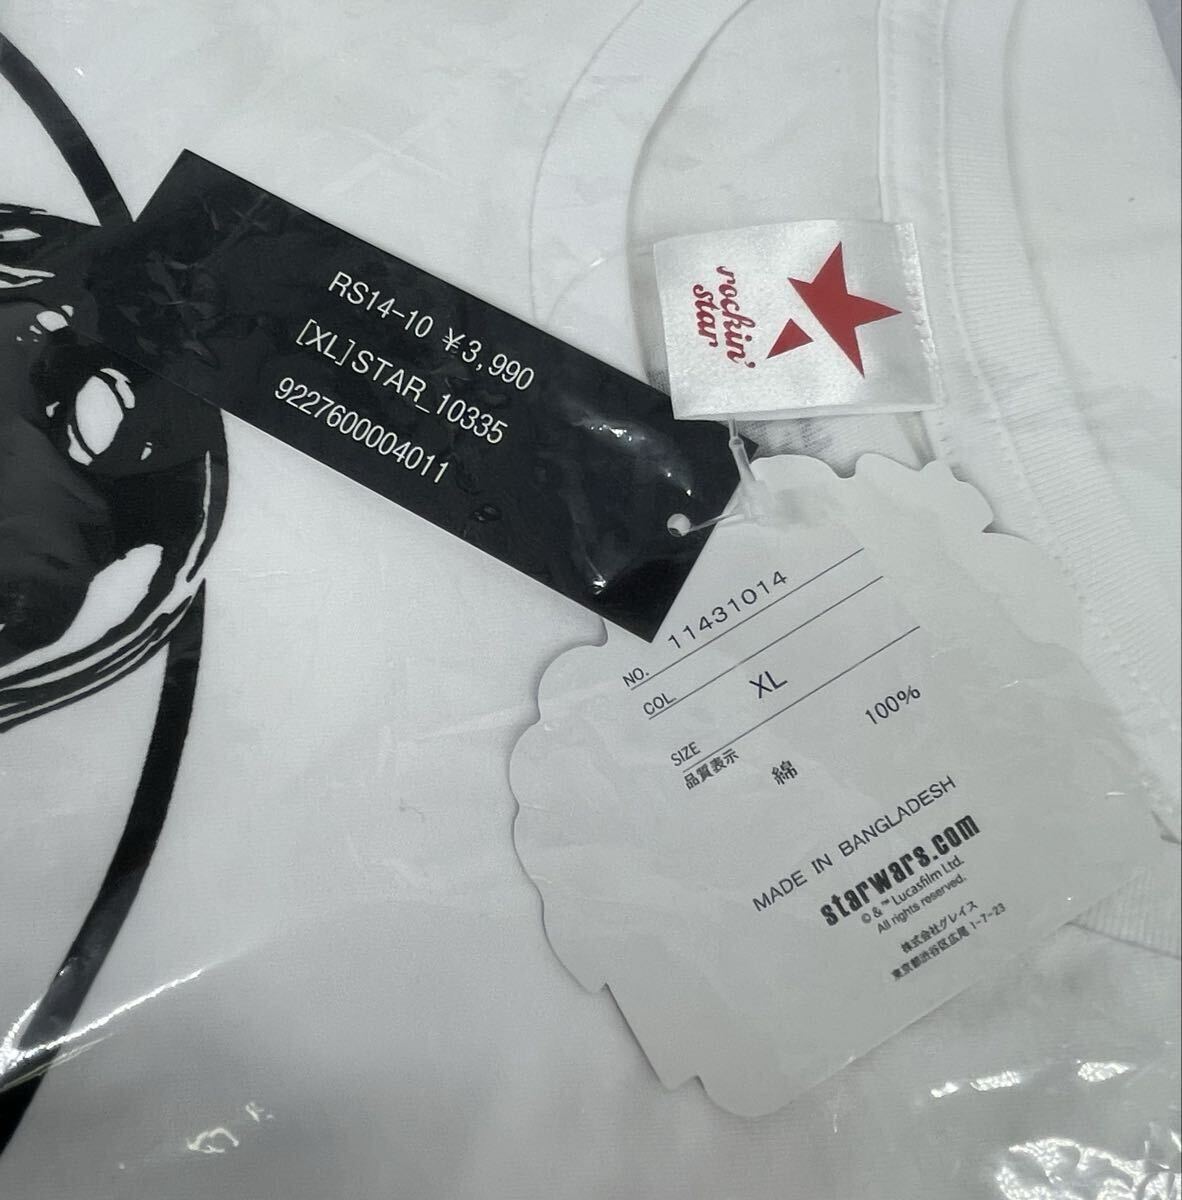 RS14-10 ¥3,990
[XL]STAR_10335
9227600004011
rockin'
star
NO. 11431014
COL.
SIZE XL
品質表示
綿 100%
MADE IN BANGLADESH
starwars.com
© & ™ Lucasfilm Ltd.
All rights reserved.
株式会社グレイス
東京都渋谷区広尾 1-7-23